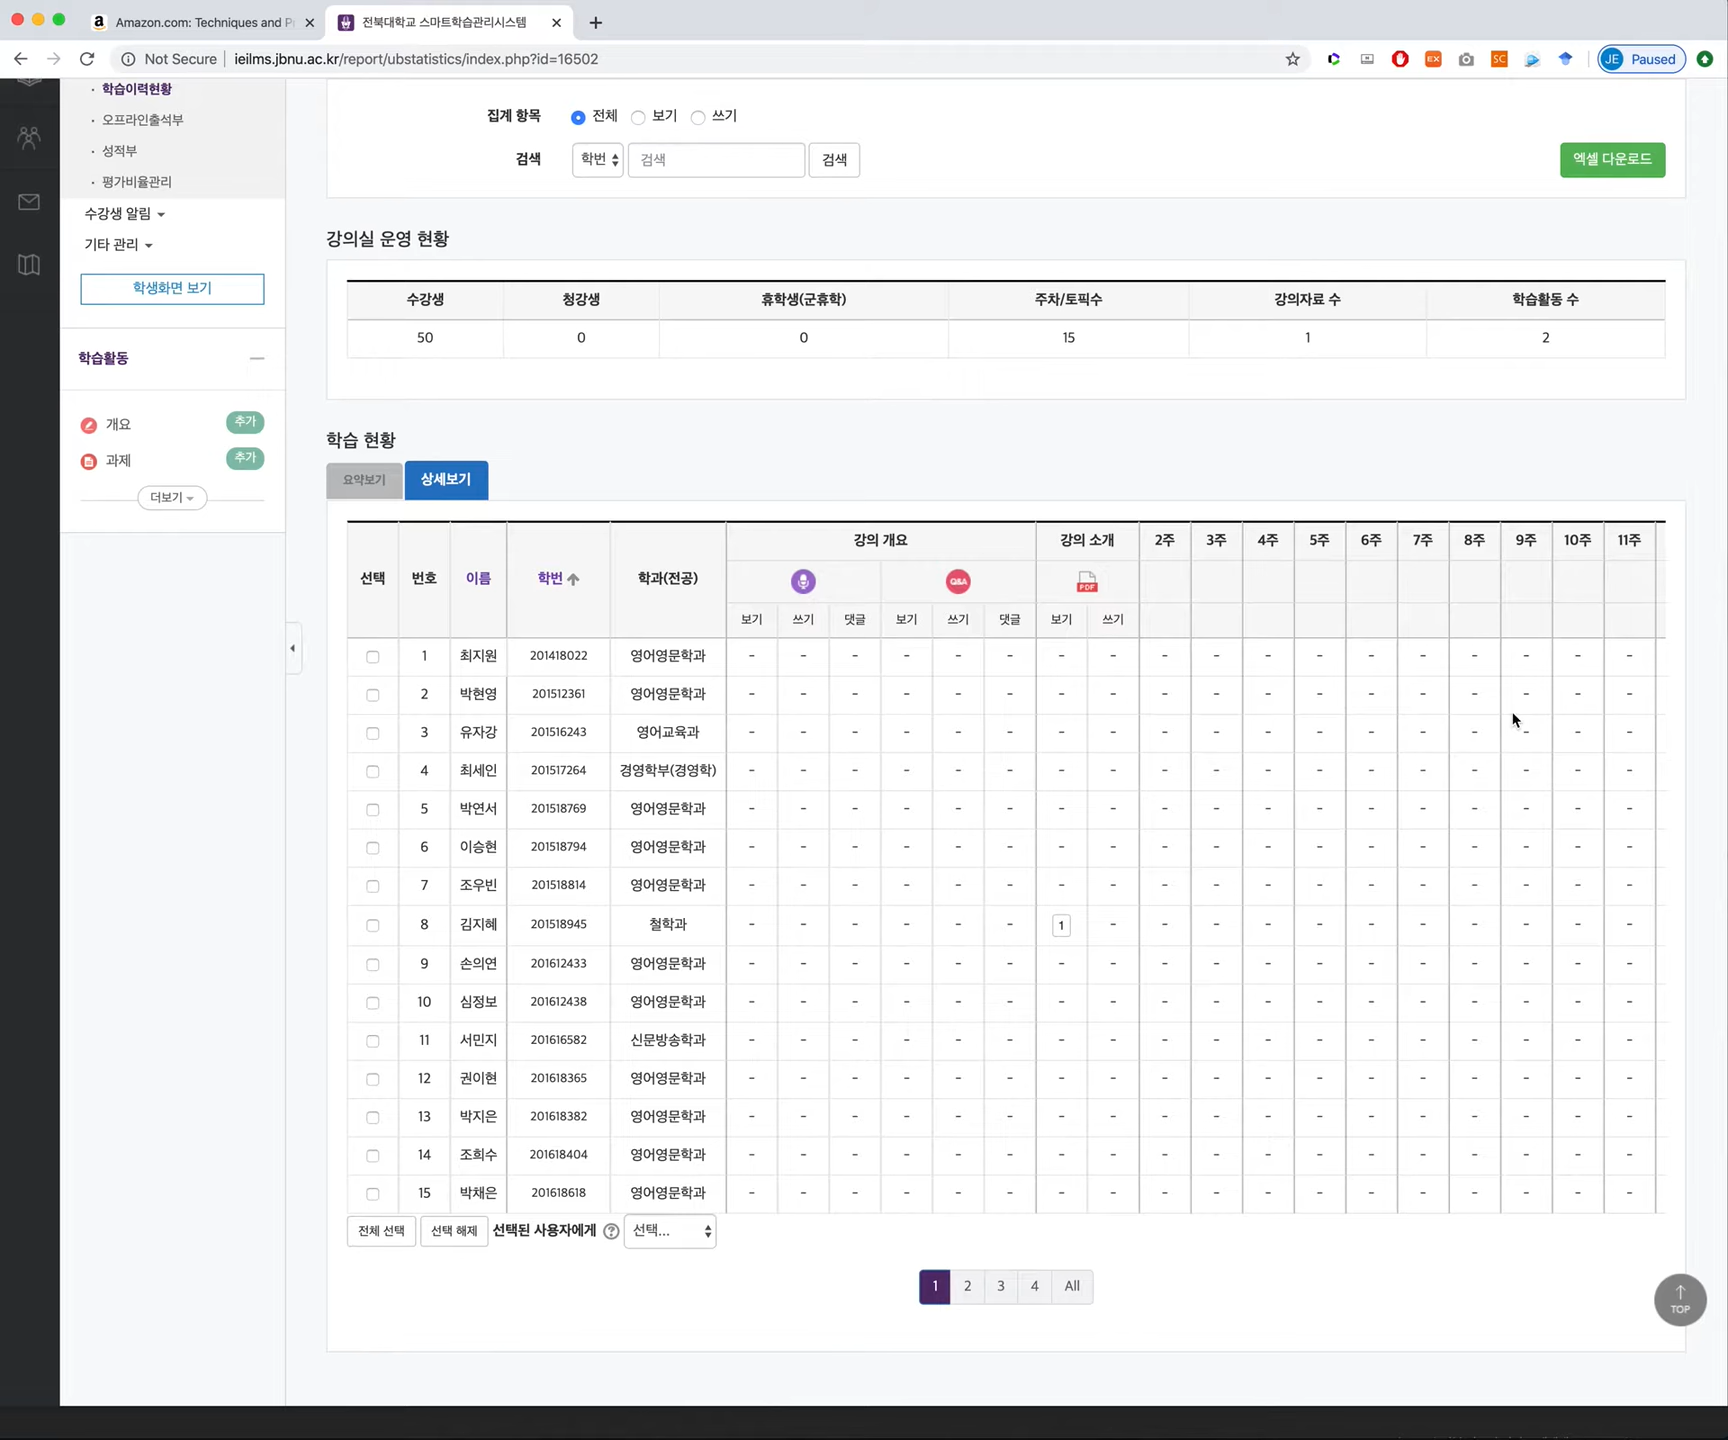 Amazon.com: Techniques and P
전북대학교 스마트학습관리시스템
Not Secure ieilms.jbnu.ac.kr/report/ubstatistics/index.php?id=16502
EX SC JE Paused
학습이력현황
오프라인출석부
성적부
평가비율관리
수강생 알림
기타 관리
학생화면 보기
학습활동
개요 추가
과제 추가
더보기
집계 항목 전체 보기 쓰기
검색 학번 검색 검색 엑셀 다운로드
강의실 운영 현황
수강생 청강생 휴학생(군휴학) 주차/토픽수 강의자료 수 학습활동 수
50 0 0 15 1 2
학습 현황
요약보기 상세보기
선택 번호 이름 학번 학과(전공) 강의 개요 강의 소개 2주 3주 4주 5주 6주 7주 8주 9주 10주 11주
Q&A PDF
보기 쓰기 댓글 보기 쓰기 댓글 보기 쓰기
1 최지원 201418022 영어영문학과 - - - - - - - - - - - - - - - - - -
2 박현영 201512361 영어영문학과 - - - - - - - - - - - - - - - - - -
3 유자강 201516243 영어교육과 - - - - - - - - - - - - - - - - - -
4 최세인 201517264 경영학부(경영학) - - - - - - - - - - - - - - - - - -
5 박연서 201518769 영어영문학과 - - - - - - - - - - - - - - - - - -
6 이승현 201518794 영어영문학과 - - - - - - - - - - - - - - - - - -
7 조우빈 201518814 영어영문학과 - - - - - - - - - - - - - - - - - -
8 김지혜 201518945 철학과 - - - - - - 1 - - - - - - - - - - -
9 손의연 201612433 영어영문학과 - - - - - - - - - - - - - - - - - -
10 심정보 201612438 영어영문학과 - - - - - - - - - - - - - - - - - -
11 서민지 201616582 신문방송학과 - - - - - - - - - - - - - - - - - -
12 권이현 201618365 영어영문학과 - - - - - - - - - - - - - - - - - -
13 박지은 201618382 영어영문학과 - - - - - - - - - - - - - - - - - -
14 조희수 201618404 영어영문학과 - - - - - - - - - - - - - - - - - -
15 박채은 201618618 영어영문학과 - - - - - - - - - - - - - - - - - -
전체 선택 선택 해제 선택된 사용자에게 ? 선택...
1 2 3 4 All
TOP